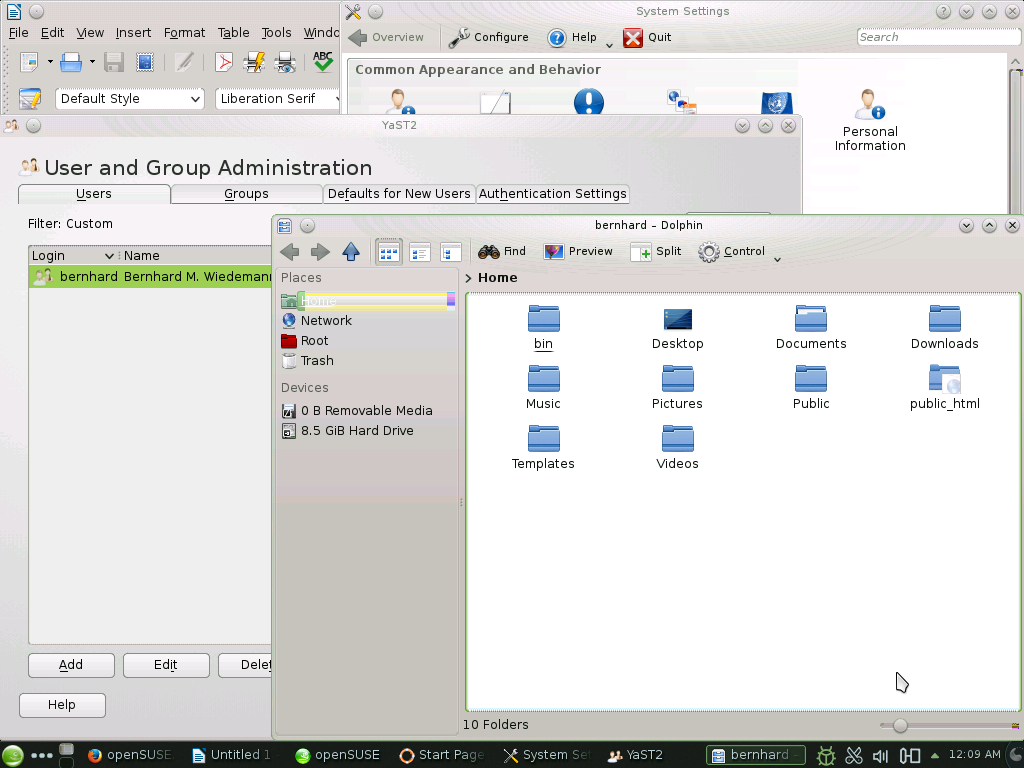 System Settings
File Edit View Insert Format Table Tools
Overview Configure Help Quit Search
ABC
Default Style Liberation Serif
Common Appearance and Behavior
Personal
Information
YaST2
User and Group Administration
Users Groups Defaults for New Users Authentication Settings
Filter: Custom
Login Name
bernhard Bernhard M. Wiedemann
Add Edit
Help
bernhard – Dolphin
Find Preview Split Control
Places
Home
Network
Root
Trash
Devices
0 B Removable Media
8.5 GiB Hard Drive
> Home
bin Desktop Documents Downloads
Music Pictures Public public_html
Templates Videos
10 Folders
openSUSE Untitled 1 openSUSE Start Page System Se YaST2 bernhard – 12:09 AM